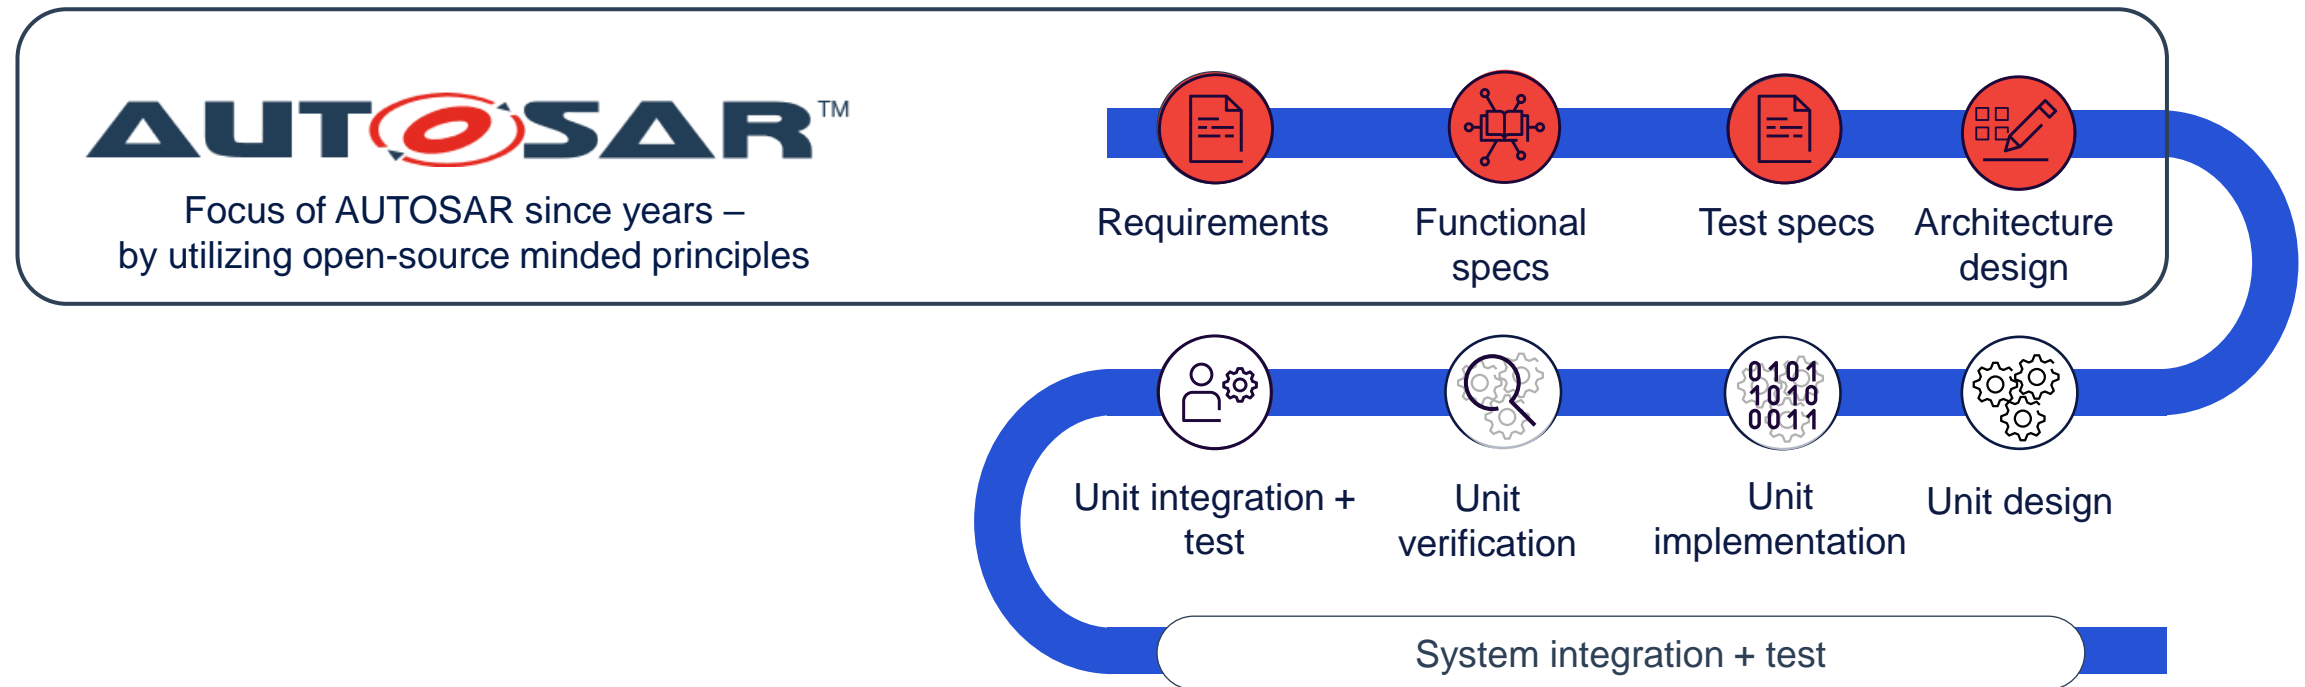 AUTOSAR™
Focus of AUTOSAR since years –
by utilizing open-source minded principles
Requirements
Functional
specs
Test specs
Architecture
design
Unit integration +
test
Unit
verification
0101
1010
0011
Unit
implementation
Unit design
System integration + test